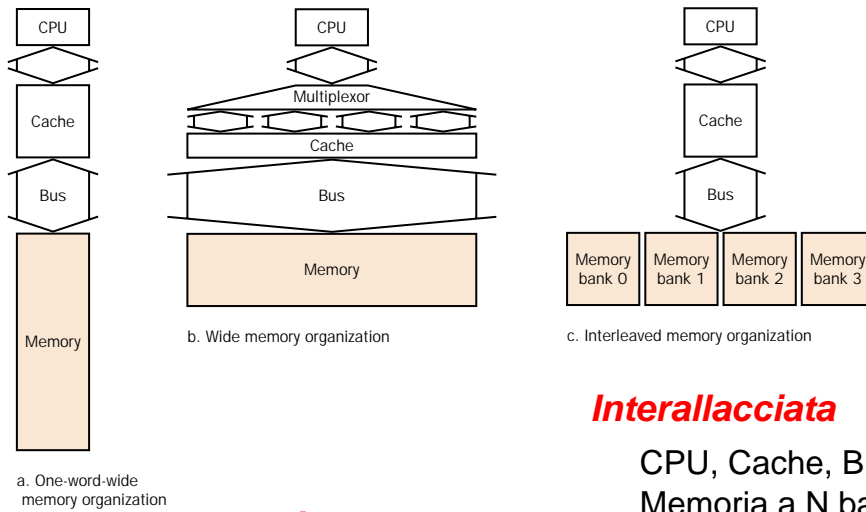 CPU
Cache
Bus
Memory
a. One-word-wide
memory organization
CPU
Multiplexor
Cache
Bus
Memory
b. Wide memory organization
CPU
Cache
Bus
Memory
bank 0
Memory
bank 1
Memory
bank 2
Memory
bank 3
c. Interleaved memory organization
Interallacciata
CPU, Cache, B
Memoria a N ba